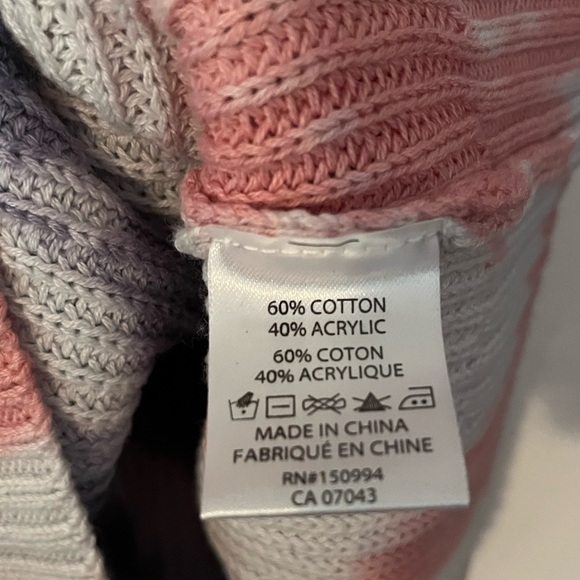 60% COTTON
40% ACRYLIC
60% COTON
40% ACRYLIQUE
MADE IN CHINA
FABRIQUÉ EN CHINE
RN#150994
CA 07043